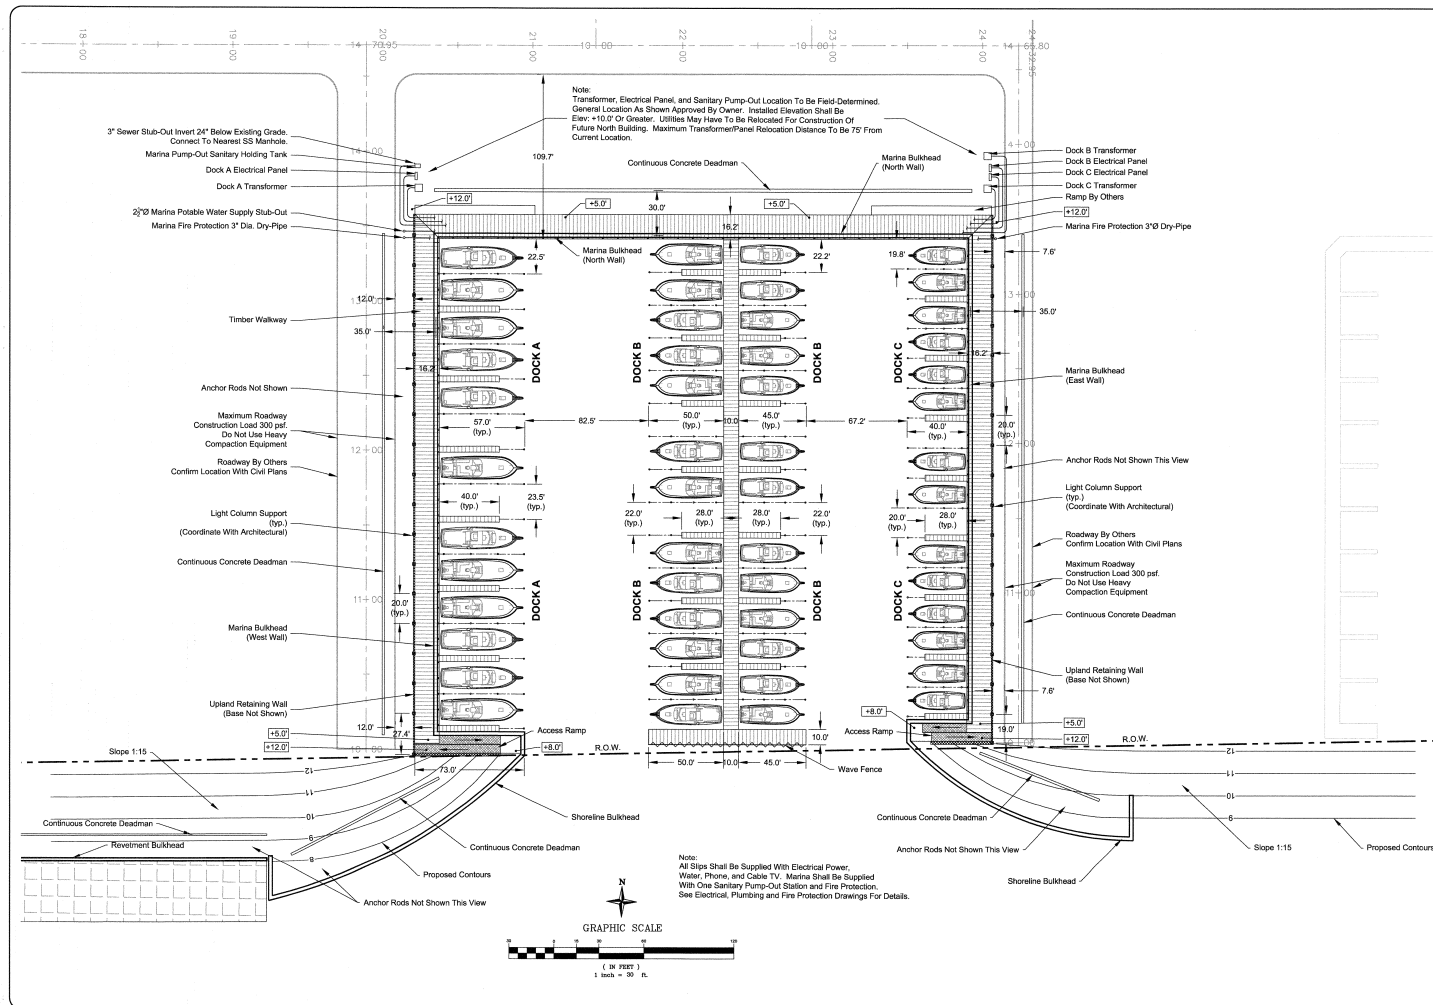 18+00
19+00
20+00
14+70.95
21+00
10+00
22+00
10+00
23+00
24+00
14+65.80
24+32.95
Note:
Transformer, Electrical Panel, and Sanitary Pump-Out Location To Be Field-Determined.
General Location As Shown Approved By Owner. Installed Elevation Shall Be
Elev: +10.0' Or Greater. Utilities May Have To Be Relocated For Construction Of
Future North Building. Maximum Transformer/Panel Relocation Distance To Be 75' From
Current Location.
3" Sewer Stub-Out Invert 24" Below Existing Grade.
Connect To Nearest SS Manhole.
Marina Pump-Out Sanitary Holding Tank
Dock A Electrical Panel
Dock A Transformer
2½"Ø Marina Potable Water Supply Stub-Out
Marina Fire Protection 3" Dia. Dry-Pipe
14+00
109.7'
Continuous Concrete Deadman
Marina Bulkhead
(North Wall)
4+00
Dock B Transformer
Dock B Electrical Panel
Dock C Electrical Panel
Dock C Transformer
Ramp By Others
+12.0'
Marina Fire Protection 3"Ø Dry-Pipe
+12.0'
+5.0'
30.0'
+5.0'
16.2'
Marina Bulkhead
(North Wall)
22.5'
22.2'
19.8'
7.6'
12.0'
13+00
13+00
Timber Walkway
35.0'
35.0'
16.2'
16.2'
DOCK A
DOCK B
DOCK B
DOCK C
Marina Bulkhead
(East Wall)
Anchor Rods Not Shown
Maximum Roadway
Construction Load 300 psf.
Do Not Use Heavy
Compaction Equipment
Roadway By Others
Confirm Location With Civil Plans
57.0'
(typ.)
82.5'
50.0'
(typ.)
10.0
45.0'
(typ.)
67.2'
40.0'
(typ.)
20.0'
(typ.)
12+00
12+00
Anchor Rods Not Shown This View
Light Column Support
(typ.)
(Coordinate With Architectural)
40.0'
(typ.)
23.5'
(typ.)
22.0'
(typ.)
28.0'
(typ.)
28.0'
(typ.)
22.0'
(typ.)
20.0'
(typ.)
28.0'
(typ.)
Light Column Support
(typ.)
(Coordinate With Architectural)
Roadway By Others
Confirm Location With Civil Plans
Maximum Roadway
Construction Load 300 psf.
Do Not Use Heavy
Compaction Equipment
Continuous Concrete Deadman
11+00
11+00
20.0'
(typ.)
DOCK A
DOCK B
DOCK B
DOCK C
Continuous Concrete Deadman
Marina Bulkhead
(West Wall)
Upland Retaining Wall
(Base Not Shown)
Upland Retaining Wall
(Base Not Shown)
7.6'
12.0'
27.4'
+5.0'
+12.0'
10+00
Access Ramp
+8.0'
R.O.W.
10.0'
Wave Fence
50.0'
10.0
45.0'
+8.0'
Access Ramp
+5.0'
19.0'
+12.0'
R.O.W.
Slope 1:15
12
11
10
9
8
73.0'
12
11
10
9
Shoreline Bulkhead
Continuous Concrete Deadman
Revetment Bulkhead
Continuous Concrete Deadman
Proposed Contours
Anchor Rods Not Shown This View
Continuous Concrete Deadman
Anchor Rods Not Shown This View
Slope 1:15
Proposed Contours
Shoreline Bulkhead
Note:
All Slips Shall Be Supplied With Electrical Power,
Water, Phone, and Cable TV. Marina Shall Be Supplied
With One Sanitary Pump-Out Station and Fire Protection.
See Electrical, Plumbing and Fire Protection Drawings For Details.
N
GRAPHIC SCALE
30 0 15 30 60 120
( IN FEET )
1 inch = 30 ft.